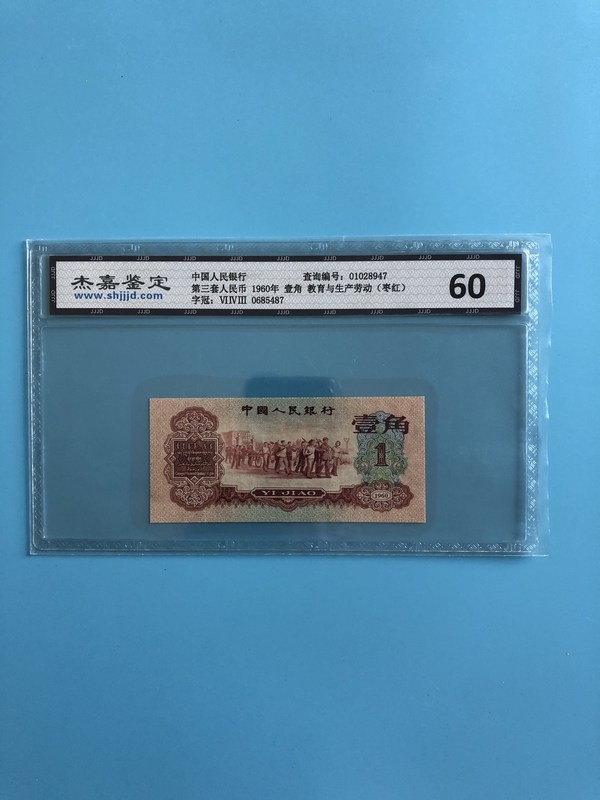 杰嘉鉴定
www.shjjjd.com
中国人民银行 查询编号：01028947
第三套人民币 1960年 壹角 教育与生产劳动（枣红）
字冠：VIIVIII 0685487
60
中國人民銀行
壹角
1
YI JIAO
1960